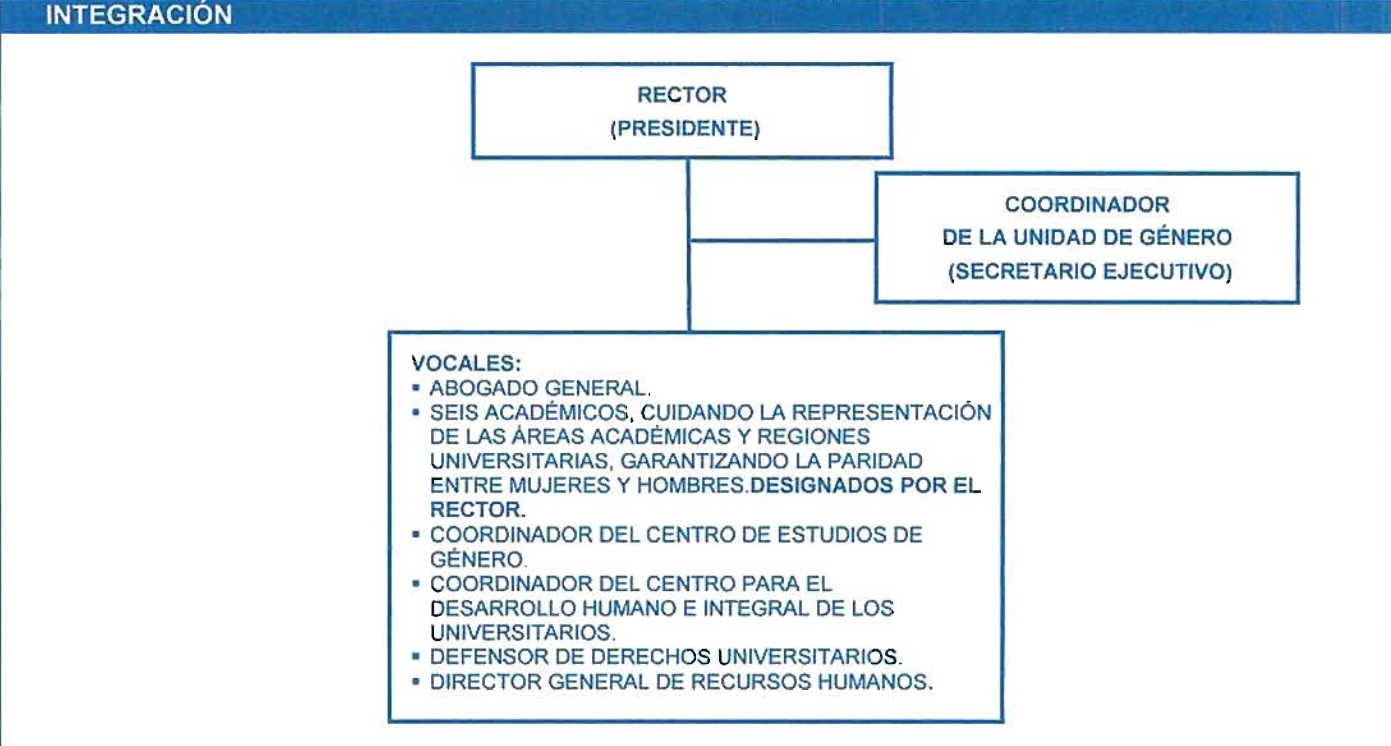 INTEGRACIÓN
RECTOR
(PRESIDENTE)
COORDINADOR
DE LA UNIDAD DE GÉNERO
(SECRETARIO EJECUTIVO)
VOCALES:
▪ ABOGADO GENERAL.
▪ SEIS ACADÉMICOS, CUIDANDO LA REPRESENTACIÓN
DE LAS ÁREAS ACADÉMICAS Y REGIONES
UNIVERSITARIAS, GARANTIZANDO LA PARIDAD
ENTRE MUJERES Y HOMBRES.DESIGNADOS POR EL
RECTOR.
▪ COORDINADOR DEL CENTRO DE ESTUDIOS DE
GÉNERO.
▪ COORDINADOR DEL CENTRO PARA EL
DESARROLLO HUMANO E INTEGRAL DE LOS
UNIVERSITARIOS.
▪ DEFENSOR DE DERECHOS UNIVERSITARIOS.
▪ DIRECTOR GENERAL DE RECURSOS HUMANOS.